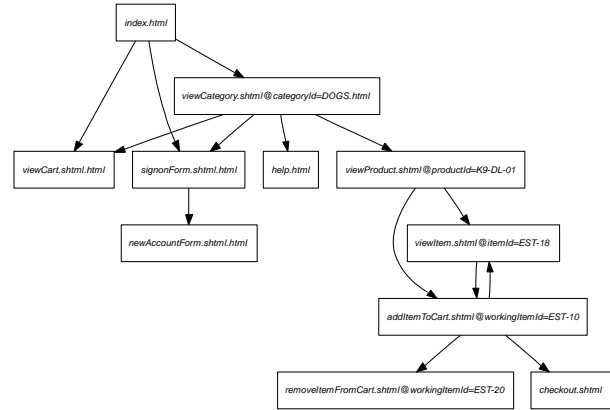 index.html
viewCategory.shtml@categoryId=DOGS.html
viewCart.shtml.html
signonForm.shtml.html
help.html
viewProduct.shtml@productId=K9-DL-01
newAccountForm.shtml.html
viewItem.shtml@itemId=EST-18
addItemToCart.shtml@workingItemId=EST-10
removeItemFromCart.shtml@workingItemId=EST-20
checkout.shtml